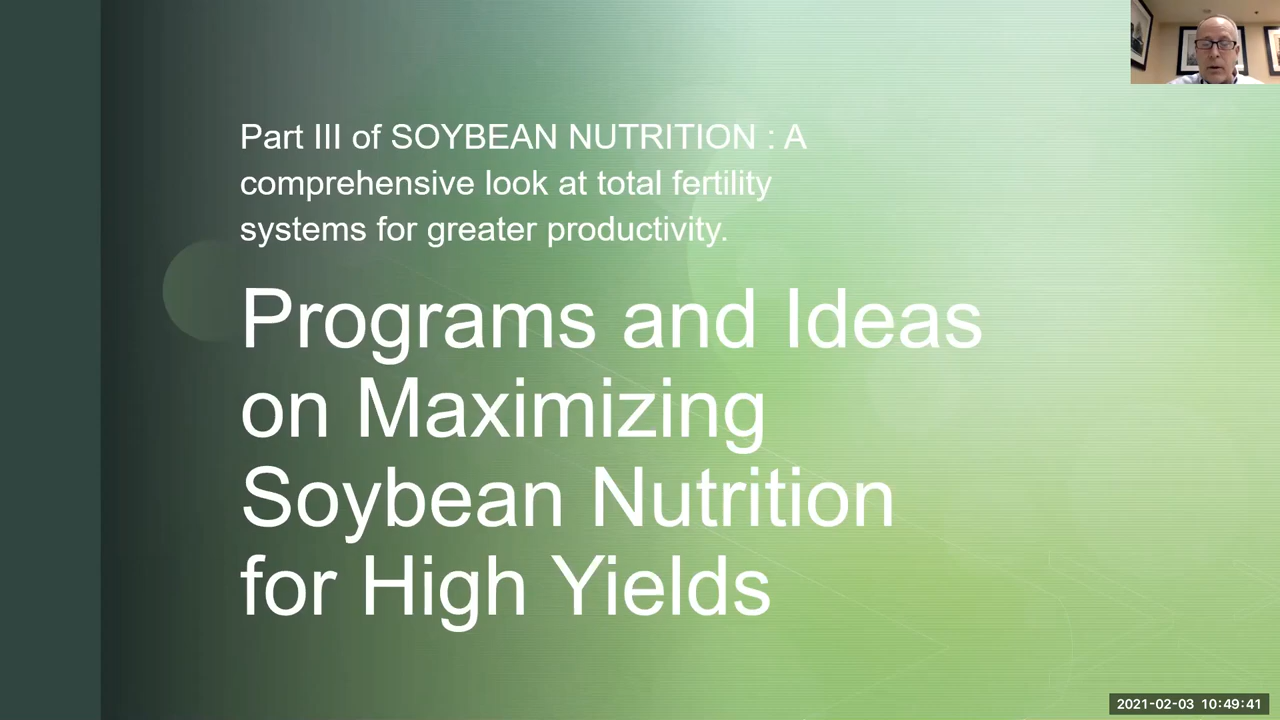 Part III of SOYBEAN NUTRITION : A
comprehensive look at total fertility
systems for greater productivity.
Programs and Ideas
on Maximizing
Soybean Nutrition
for High Yields
2021-02-03 10:49:41